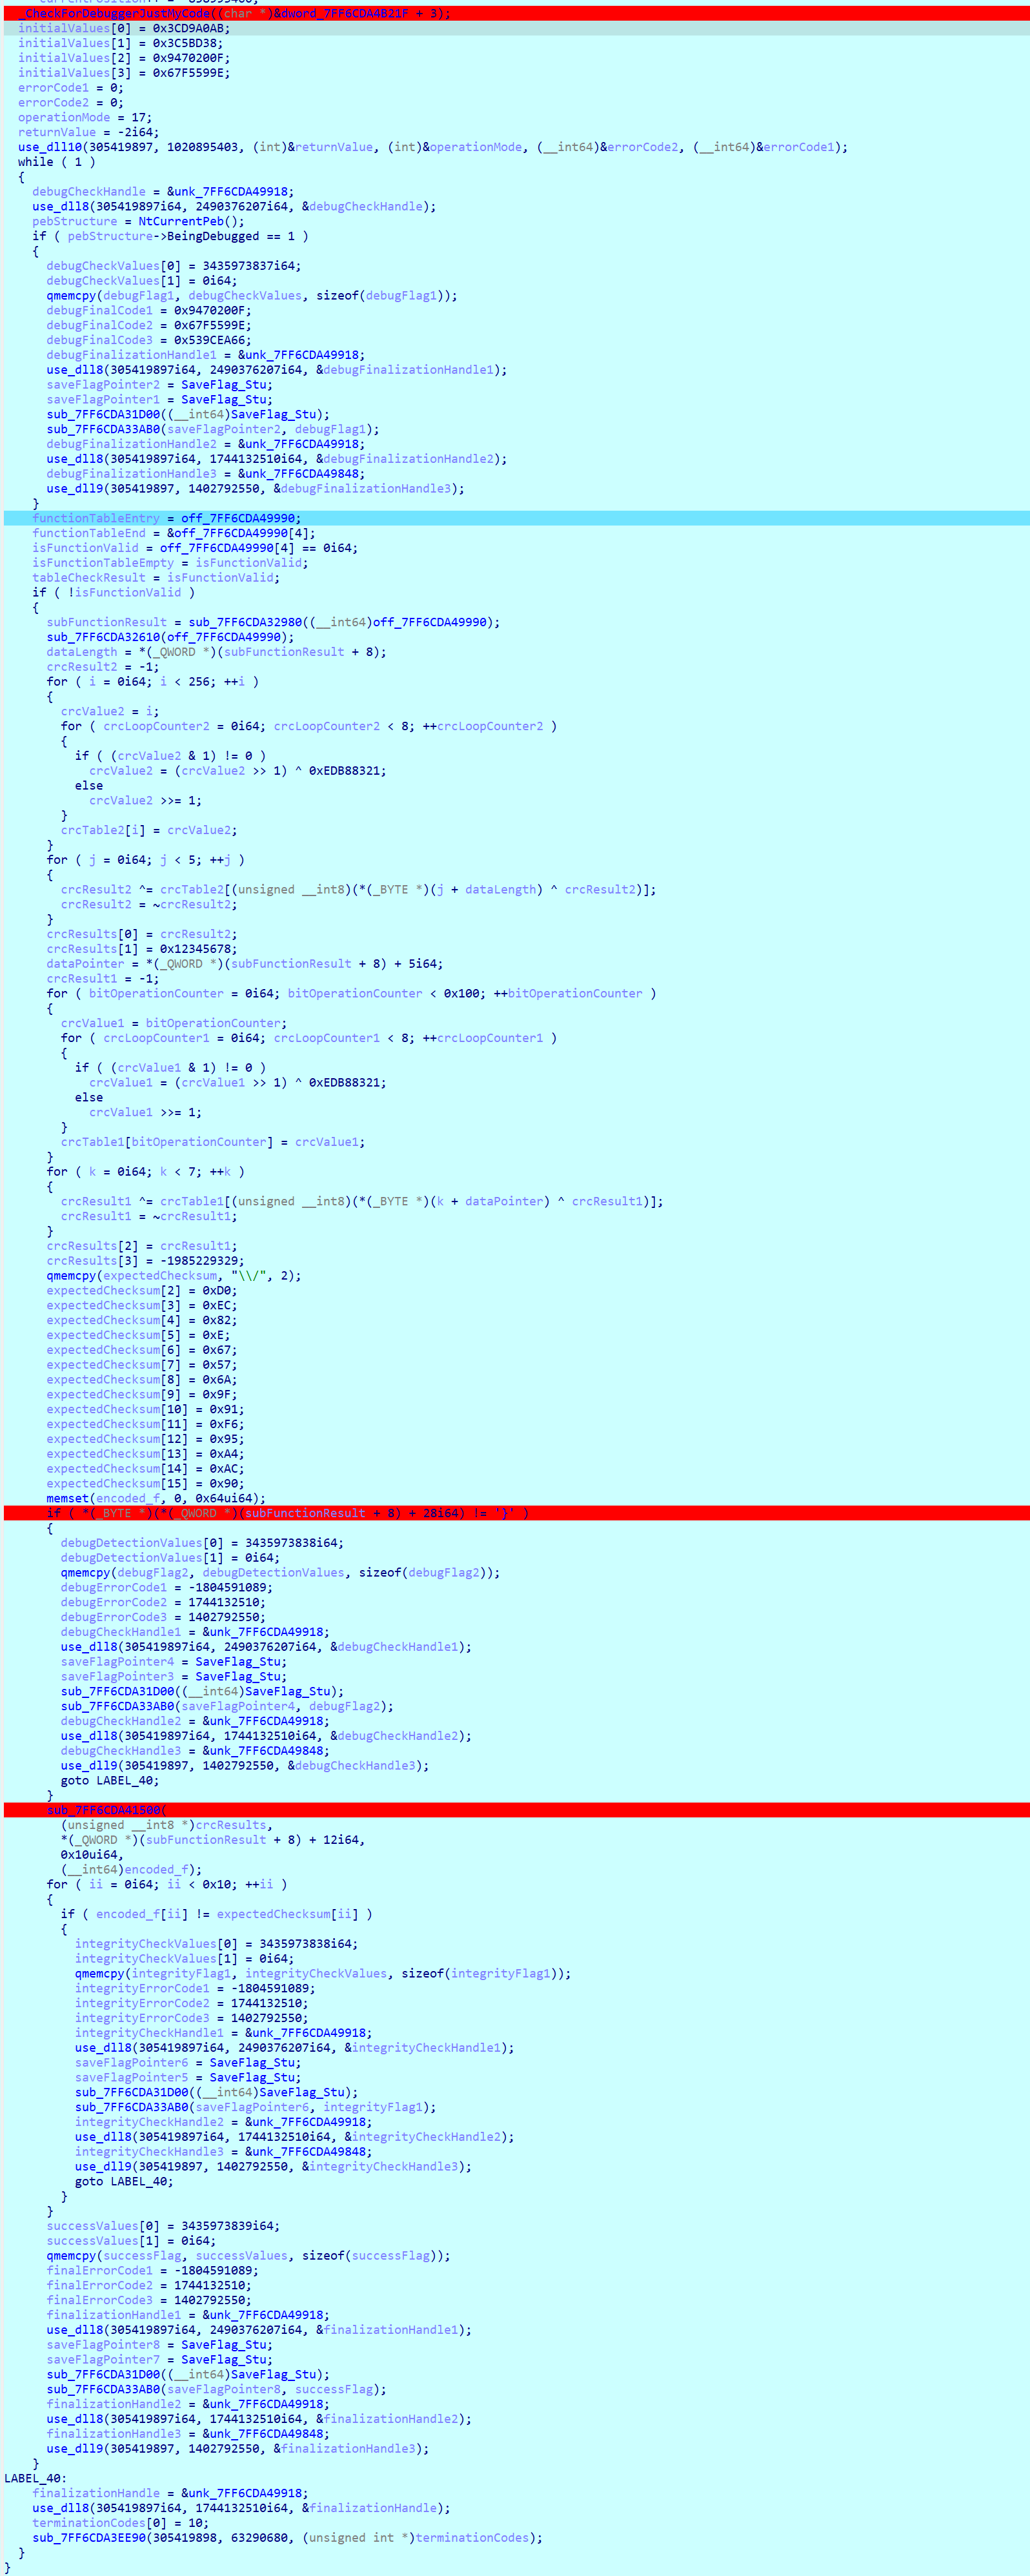 _CheckForDebuggerJustMyCode((char *)&dword_7FF6CDA4B21F + 3);
initialValues[0] = 0x3CD9A0AB;
initialValues[1] = 0x3C5BD38;
initialValues[2] = 0x9470200F;
initialValues[3] = 0x67F5599E;
errorCode1 = 0;
errorCode2 = 0;
operationMode = 17;
returnValue = -2i64;
use_dll10(305419897, 1020895403, (int)&returnValue, (int)&operationMode, (__int64)&errorCode2, (__int64)&errorCode1);
while ( 1 )
{
debugCheckHandle = &unk_7FF6CDA49918;
use_dll8(305419897i64, 2490376207i64, &debugCheckHandle);
pebStructure = NtCurrentPeb();
if ( pebStructure->BeingDebugged == 1 )
{
debugCheckValues[0] = 3435973837i64;
debugCheckValues[1] = 0i64;
qmemcpy(debugFlag1, debugCheckValues, sizeof(debugFlag1));
debugFinalCode1 = 0x9470200F;
debugFinalCode2 = 0x67F5599E;
debugFinalCode3 = 0x539CEA66;
debugFinalizationHandle1 = &unk_7FF6CDA49918;
use_dll8(305419897i64, 2490376207i64, &debugFinalizationHandle1);
saveFlagPointer2 = SaveFlag_Stu;
saveFlagPointer1 = SaveFlag_Stu;
sub_7FF6CDA31D00((__int64)SaveFlag_Stu);
sub_7FF6CDA33AB0(saveFlagPointer2, debugFlag1);
debugFinalizationHandle2 = &unk_7FF6CDA49918;
use_dll8(305419897i64, 1744132510i64, &debugFinalizationHandle2);
debugFinalizationHandle3 = &unk_7FF6CDA49848;
use_dll9(305419897, 1402792550, &debugFinalizationHandle3);
}
functionTableEntry = off_7FF6CDA49990;
functionTableEnd = &off_7FF6CDA49990[4];
isFunctionValid = off_7FF6CDA49990[4] == 0i64;
isFunctionTableEmpty = isFunctionValid;
tableCheckResult = isFunctionValid;
if ( !isFunctionValid )
{
subFunctionResult = sub_7FF6CDA32980((__int64)off_7FF6CDA49990);
sub_7FF6CDA32610(off_7FF6CDA49990);
dataLength = *(_QWORD *)(subFunctionResult + 8);
crcResult2 = -1;
for ( i = 0i64; i < 256; ++i )
{
crcValue2 = i;
for ( crcLoopCounter2 = 0i64; crcLoopCounter2 < 8; ++crcLoopCounter2 )
{
if ( (crcValue2 & 1) != 0 )
crcValue2 = (crcValue2 >> 1) ^ 0xEDB88321;
else
crcValue2 >>= 1;
}
crcTable2[i] = crcValue2;
}
for ( j = 0i64; j < 5; ++j )
{
crcResult2 ^= crcTable2[(unsigned __int8)(*(_BYTE *)(j + dataLength) ^ crcResult2)];
crcResult2 = ~crcResult2;
}
crcResults[0] = crcResult2;
crcResults[1] = 0x12345678;
dataPointer = *(_QWORD *)(subFunctionResult + 8) + 5i64;
crcResult1 = -1;
for ( bitOperationCounter = 0i64; bitOperationCounter < 0x100; ++bitOperationCounter )
{
crcValue1 = bitOperationCounter;
for ( crcLoopCounter1 = 0i64; crcLoopCounter1 < 8; ++crcLoopCounter1 )
{
if ( (crcValue1 & 1) != 0 )
crcValue1 = (crcValue1 >> 1) ^ 0xEDB88321;
else
crcValue1 >>= 1;
}
crcTable1[bitOperationCounter] = crcValue1;
}
for ( k = 0i64; k < 7; ++k )
{
crcResult1 ^= crcTable1[(unsigned __int8)(*(_BYTE *)(k + dataPointer) ^ crcResult1)];
crcResult1 = ~crcResult1;
}
crcResults[2] = crcResult1;
crcResults[3] = -1985229329;
qmemcpy(expectedChecksum, "\\/", 2);
expectedChecksum[2] = 0xD0;
expectedChecksum[3] = 0xEC;
expectedChecksum[4] = 0x82;
expectedChecksum[5] = 0xE;
expectedChecksum[6] = 0x67;
expectedChecksum[7] = 0x57;
expectedChecksum[8] = 0x6A;
expectedChecksum[9] = 0x9F;
expectedChecksum[10] = 0x91;
expectedChecksum[11] = 0xF6;
expectedChecksum[12] = 0x95;
expectedChecksum[13] = 0xA4;
expectedChecksum[14] = 0xAC;
expectedChecksum[15] = 0x90;
memset(encoded_f, 0, 0x64ui64);
if ( *(_BYTE *)(*(_QWORD *)(subFunctionResult + 8) + 28i64) != '}' )
{
debugDetectionValues[0] = 3435973838i64;
debugDetectionValues[1] = 0i64;
qmemcpy(debugFlag2, debugDetectionValues, sizeof(debugFlag2));
debugErrorCode1 = -1804591089;
debugErrorCode2 = 1744132510;
debugErrorCode3 = 1402792550;
debugCheckHandle1 = &unk_7FF6CDA49918;
use_dll8(305419897i64, 2490376207i64, &debugCheckHandle1);
saveFlagPointer4 = SaveFlag_Stu;
saveFlagPointer3 = SaveFlag_Stu;
sub_7FF6CDA31D00((__int64)SaveFlag_Stu);
sub_7FF6CDA33AB0(saveFlagPointer4, debugFlag2);
debugCheckHandle2 = &unk_7FF6CDA49918;
use_dll8(305419897i64, 1744132510i64, &debugCheckHandle2);
debugCheckHandle3 = &unk_7FF6CDA49848;
use_dll9(305419897, 1402792550, &debugCheckHandle3);
goto LABEL_40;
}
sub_7FF6CDA41500(
(unsigned __int8 *)crcResults,
*(_QWORD *)(subFunctionResult + 8) + 12i64,
0x10ui64,
(__int64)encoded_f);
for ( ii = 0i64; ii < 0x10; ++ii )
{
if ( encoded_f[ii] != expectedChecksum[ii] )
{
integrityCheckValues[0] = 3435973838i64;
integrityCheckValues[1] = 0i64;
qmemcpy(integrityFlag1, integrityCheckValues, sizeof(integrityFlag1));
integrityErrorCode1 = -1804591089;
integrityErrorCode2 = 1744132510;
integrityErrorCode3 = 1402792550;
integrityCheckHandle1 = &unk_7FF6CDA49918;
use_dll8(305419897i64, 2490376207i64, &integrityCheckHandle1);
saveFlagPointer6 = SaveFlag_Stu;
saveFlagPointer5 = SaveFlag_Stu;
sub_7FF6CDA31D00((__int64)SaveFlag_Stu);
sub_7FF6CDA33AB0(saveFlagPointer6, integrityFlag1);
integrityCheckHandle2 = &unk_7FF6CDA49918;
use_dll8(305419897i64, 1744132510i64, &integrityCheckHandle2);
integrityCheckHandle3 = &unk_7FF6CDA49848;
use_dll9(305419897, 1402792550, &integrityCheckHandle3);
goto LABEL_40;
}
}
successValues[0] = 3435973839i64;
successValues[1] = 0i64;
qmemcpy(successFlag, successValues, sizeof(successFlag));
finalErrorCode1 = -1804591089;
finalErrorCode2 = 1744132510;
finalErrorCode3 = 1402792550;
finalizationHandle1 = &unk_7FF6CDA49918;
use_dll8(305419897i64, 2490376207i64, &finalizationHandle1);
saveFlagPointer8 = SaveFlag_Stu;
saveFlagPointer7 = SaveFlag_Stu;
sub_7FF6CDA31D00((__int64)SaveFlag_Stu);
sub_7FF6CDA33AB0(saveFlagPointer8, successFlag);
finalizationHandle2 = &unk_7FF6CDA49918;
use_dll8(305419897i64, 1744132510i64, &finalizationHandle2);
finalizationHandle3 = &unk_7FF6CDA49848;
use_dll9(305419897, 1402792550, &finalizationHandle3);
}
LABEL_40:
finalizationHandle = &unk_7FF6CDA49918;
use_dll8(305419897i64, 1744132510i64, &finalizationHandle);
terminationCodes[0] = 10;
sub_7FF6CDA3EE90(305419898, 63290680, (unsigned int *)terminationCodes);
}
}